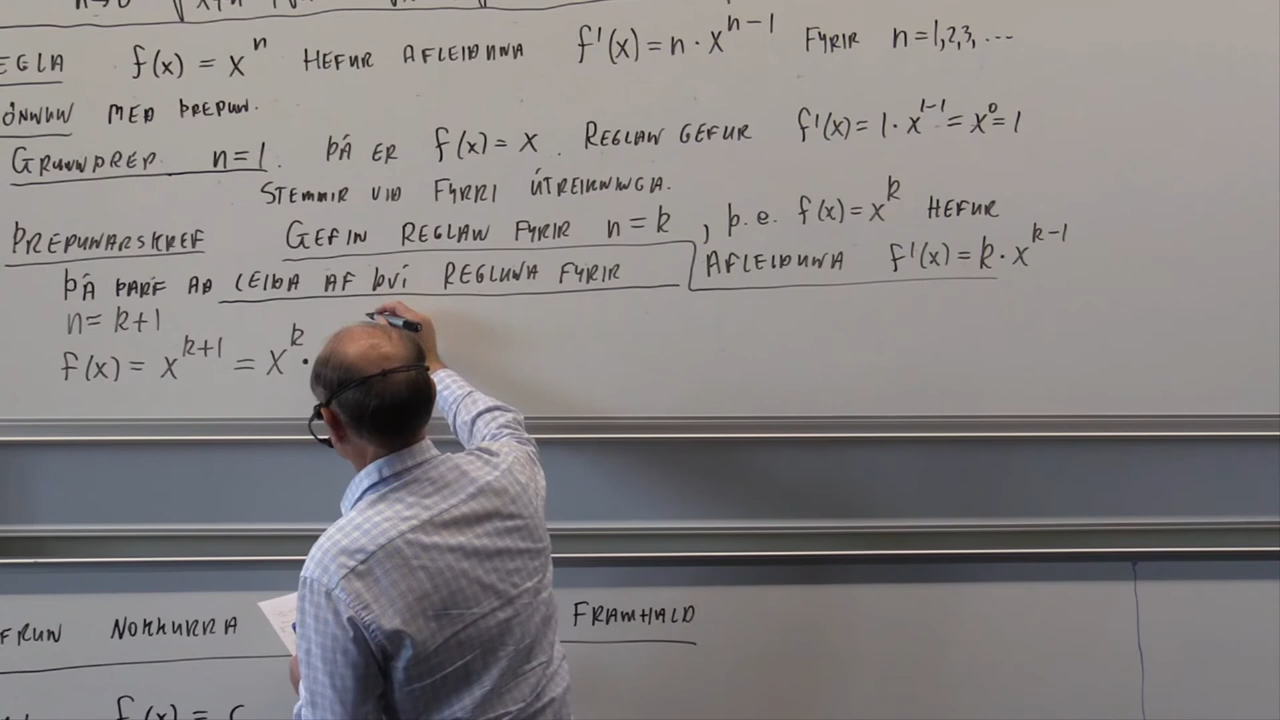 EGLA f(x) = x^n HEFUR AFLEIÐUNA f'(x) = n · x^{n-1} FYRIR n = 1,2,3, ...
ÖNNUN MEÐ ÞREPUN.
GRUNNÞREP. n = 1. ÞÁ ER f(x) = x. REGLAN GEFUR f'(x) = 1 · x^{1-1} = x^0 = 1
STEMMIR VIÐ FYRRI ÚTREIKNINGA.
ÞREPUNARSKREF GEFIN REGLAN FYRIR n = k, þ.e. f(x) = x^k HEFUR
AFLEIÐUNA f'(x) = k · x^{k-1}
ÞÁ ÞARF AÐ LEIÐA AF ÞVÍ REGLUNA FYRIR
n = k+1
f(x) = x^{k+1} = x^k ·
FRUN NOKKURRA FRAMHALD
f(x) = c